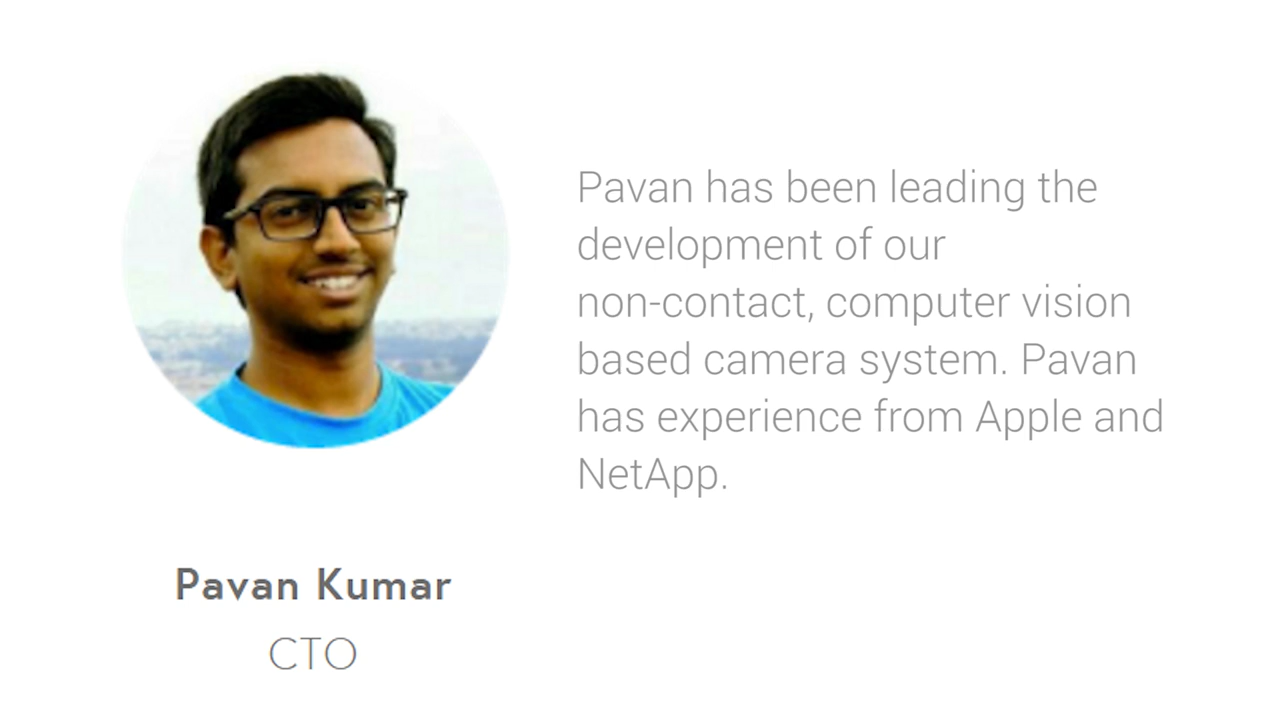 Pavan has been leading the
development of our
non-contact, computer vision
based camera system. Pavan
has experience from Apple and
NetApp.
Pavan Kumar
CTO